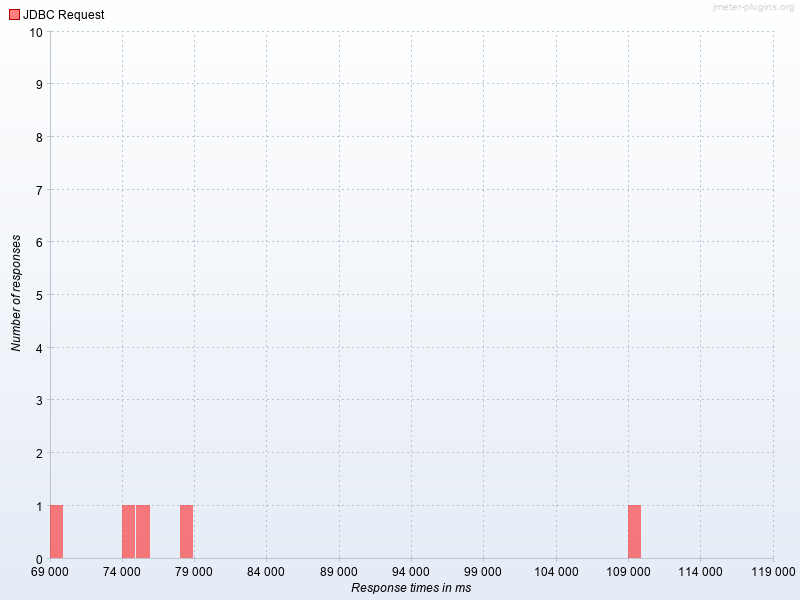 jmeter-plugins.org
JDBC Request
10
9
8
7
6
5
4
3
2
1
0
Number of responses
69 000 74 000 79 000 84 000 89 000 94 000 99 000 104 000 109 000 114 000 119 000
Response times in ms